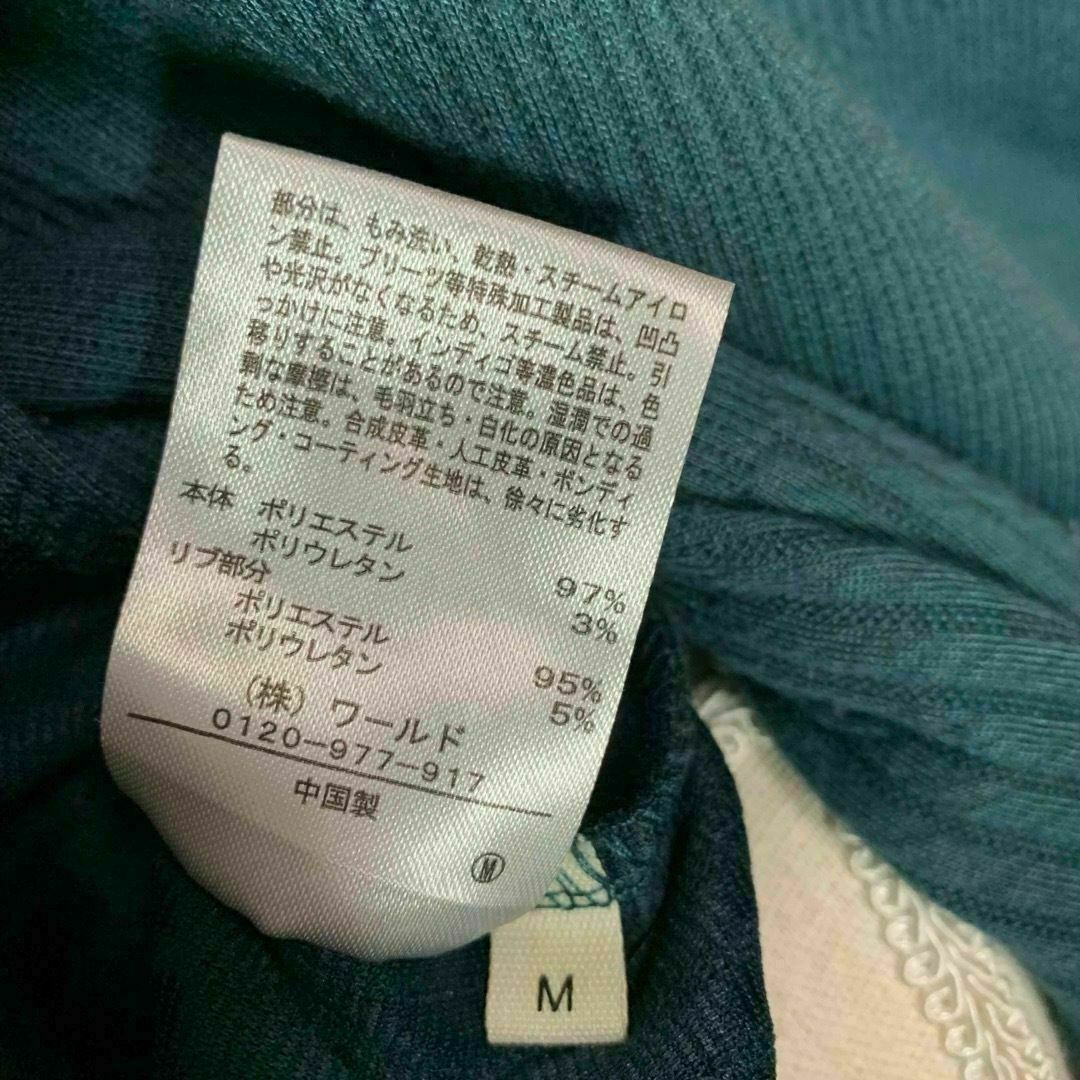 部分は、もみ洗い、乾熱・スチームアイロ
ン禁止。プリーツ等特殊加工製品は、凹凸
や光沢がなくなるため、スチーム禁止。引
っかけに注意。インディゴ等濃色品は、色
移りすることがあるので注意。湿潤での過
剰な摩擦は、毛羽立ち・白化の原因となる
ため注意。合成皮革・人工皮革・ボンディ
ング・コーティング生地は、徐々に劣化す
る。
本体 ポリエステル 97%
ポリウレタン 3%
リブ部分
ポリエステル 95%
ポリウレタン 5%
(株) ワールド
0120-977-917
中国製
M
M